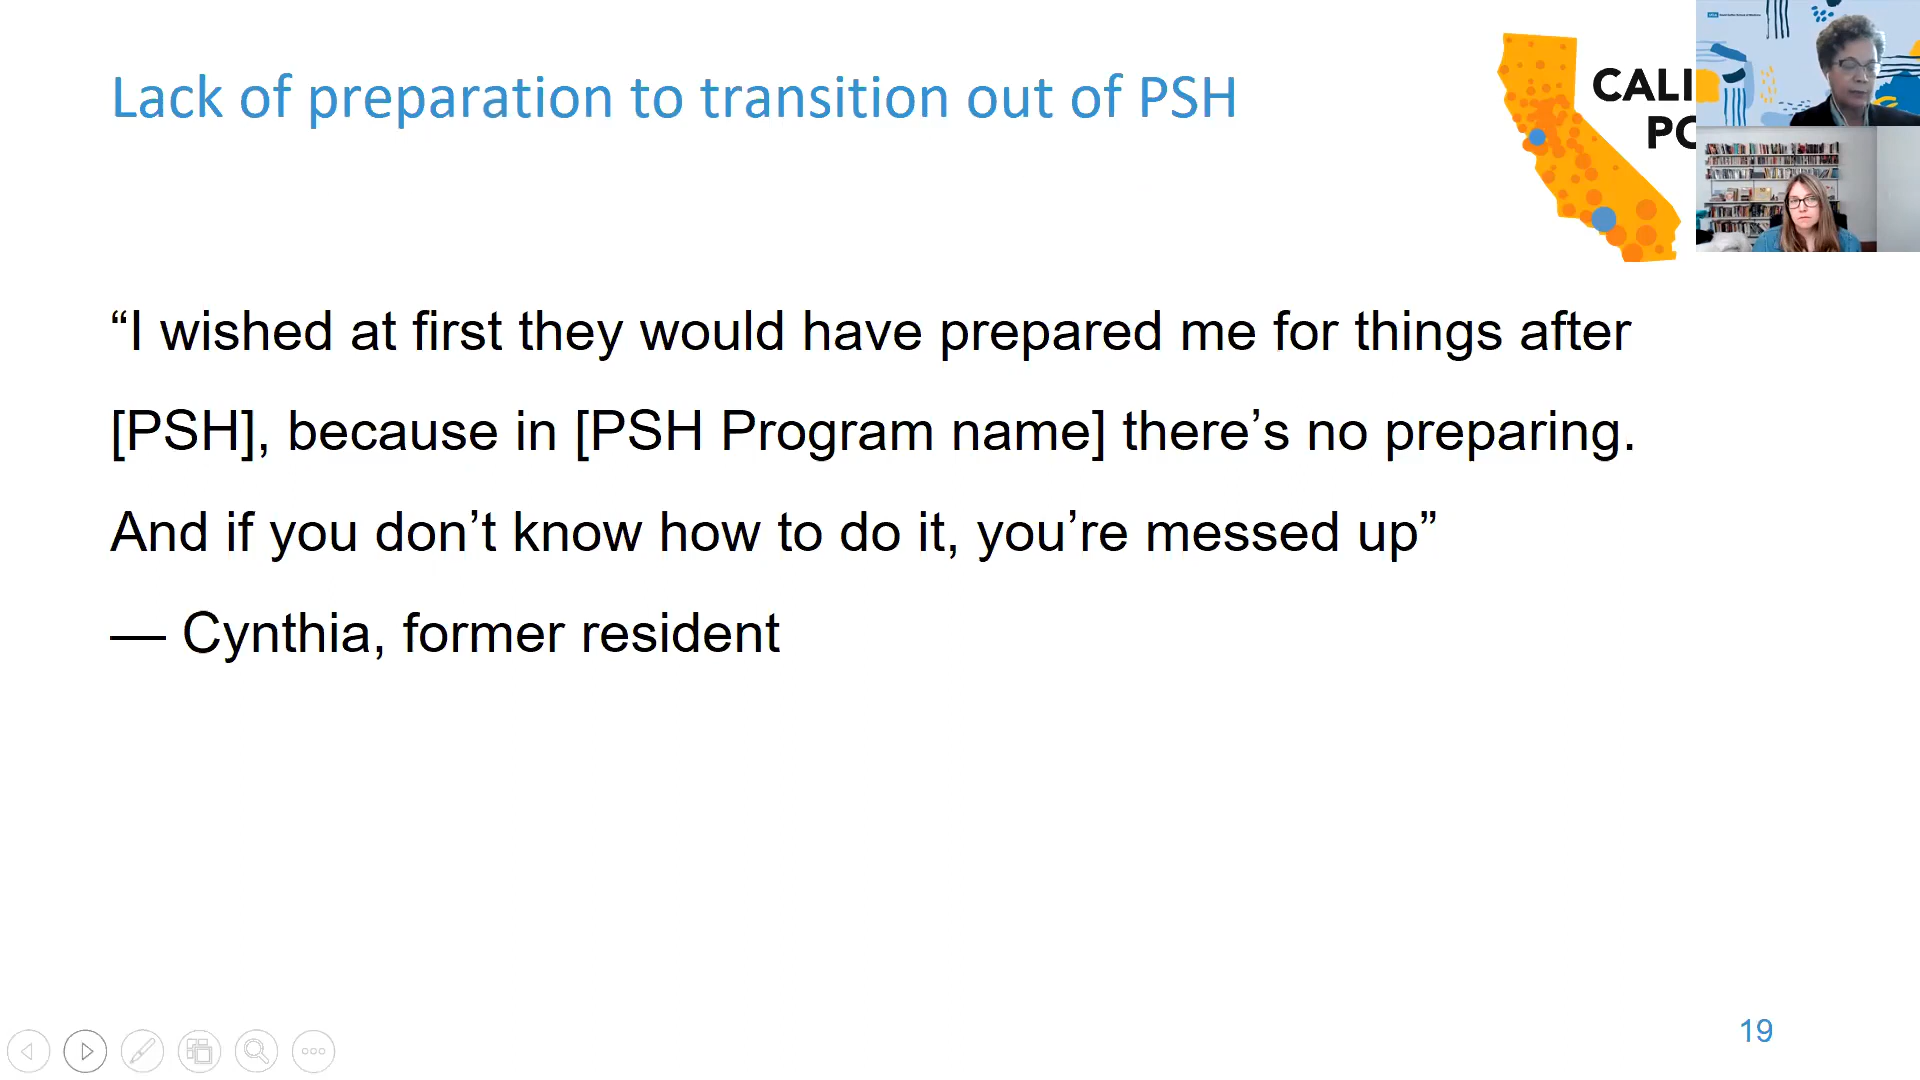 Lack of preparation to transition out of PSH
CALI
PO
“I wished at first they would have prepared me for things after
[PSH], because in [PSH Program name] there’s no preparing.
And if you don’t know how to do it, you’re messed up”
— Cynthia, former resident
19